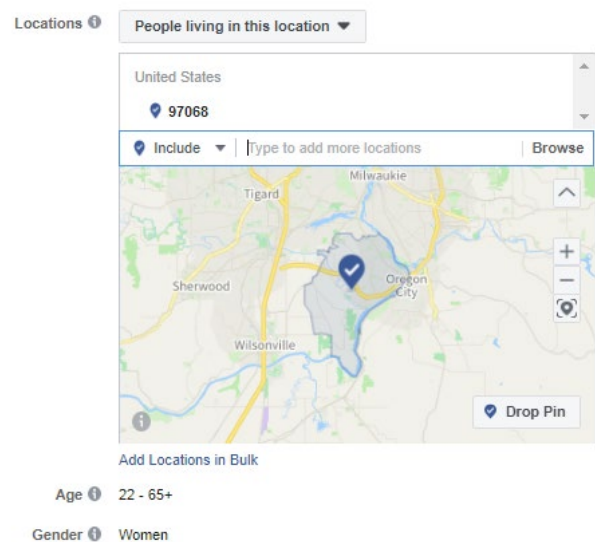 Locations
People living in this location
United States
97068
Include
Type to add more locations
Browse
Milwaukie
Tigard
Sherwood
Oregon
City
Wilsonville
Drop Pin
Add Locations in Bulk
Age 22 - 65+
Gender Women